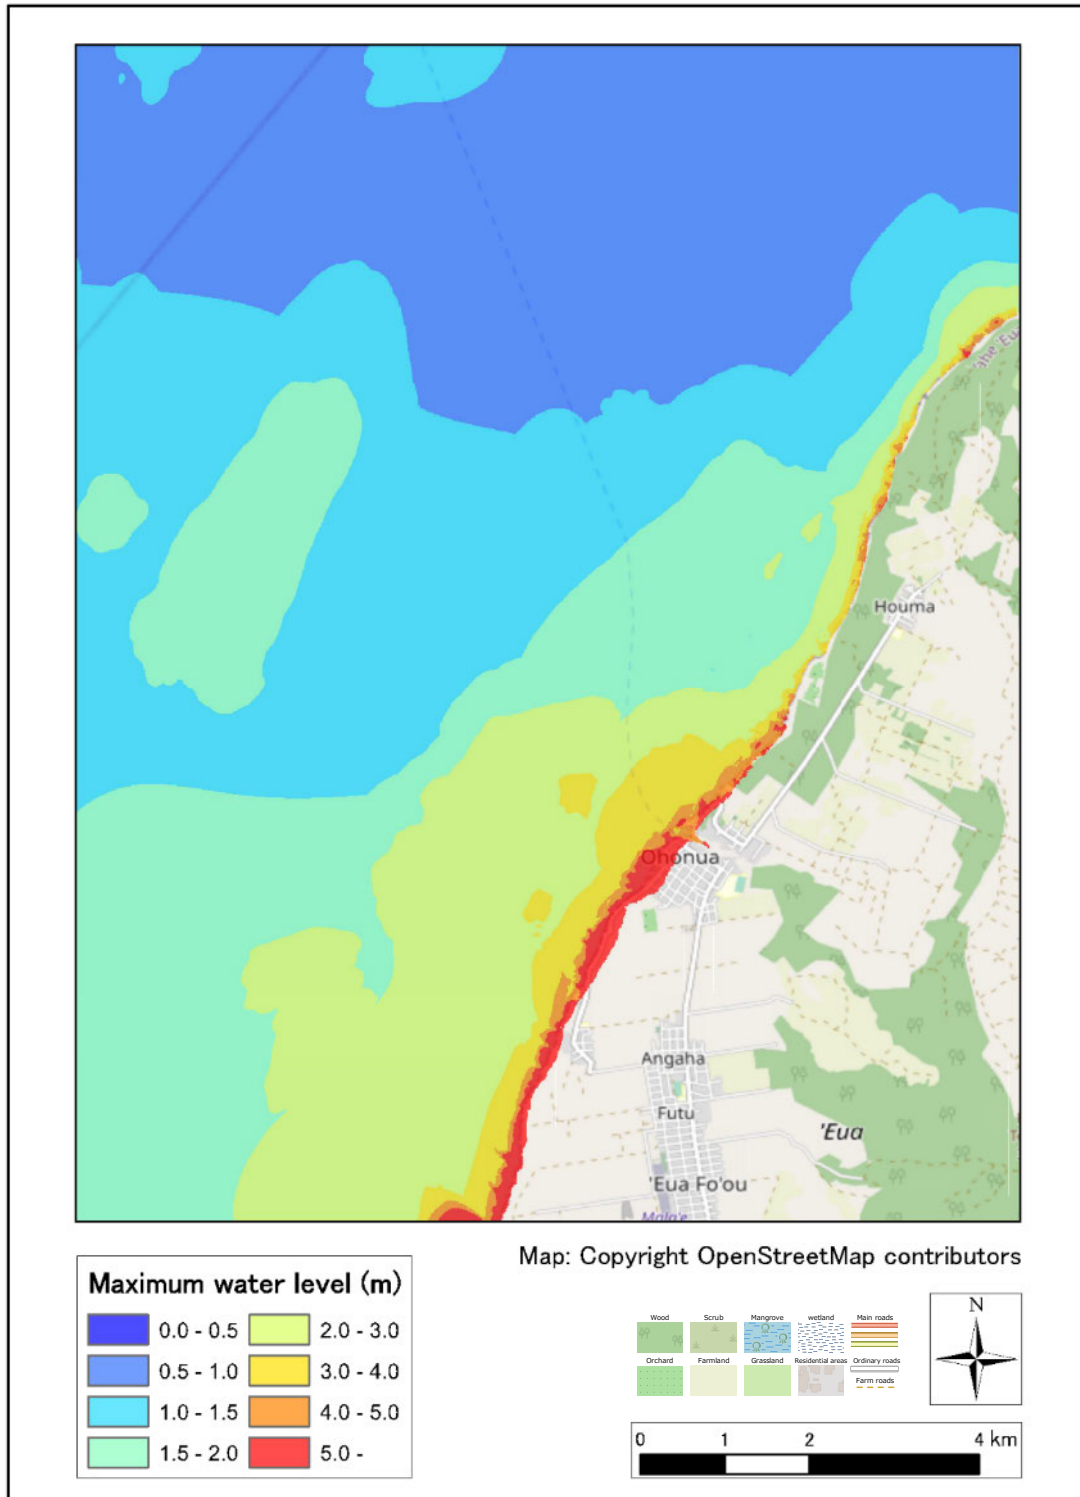 'Eu
Houma
Ohonua
Angaha
Futu
'Eua
'Eua Fo'ou
Mala'e
Map: Copyright OpenStreetMap contributors
Maximum water level (m)
0.0 - 0.5
2.0 - 3.0
0.5 - 1.0
3.0 - 4.0
1.0 - 1.5
4.0 - 5.0
1.5 - 2.0
5.0 -
Wood
Scrub
Mangrove
wetland
Main roads
Orchard
Farmland
Grassland
Residential areas
Ordinary roads
Farm roads
N
0 1 2 4 km